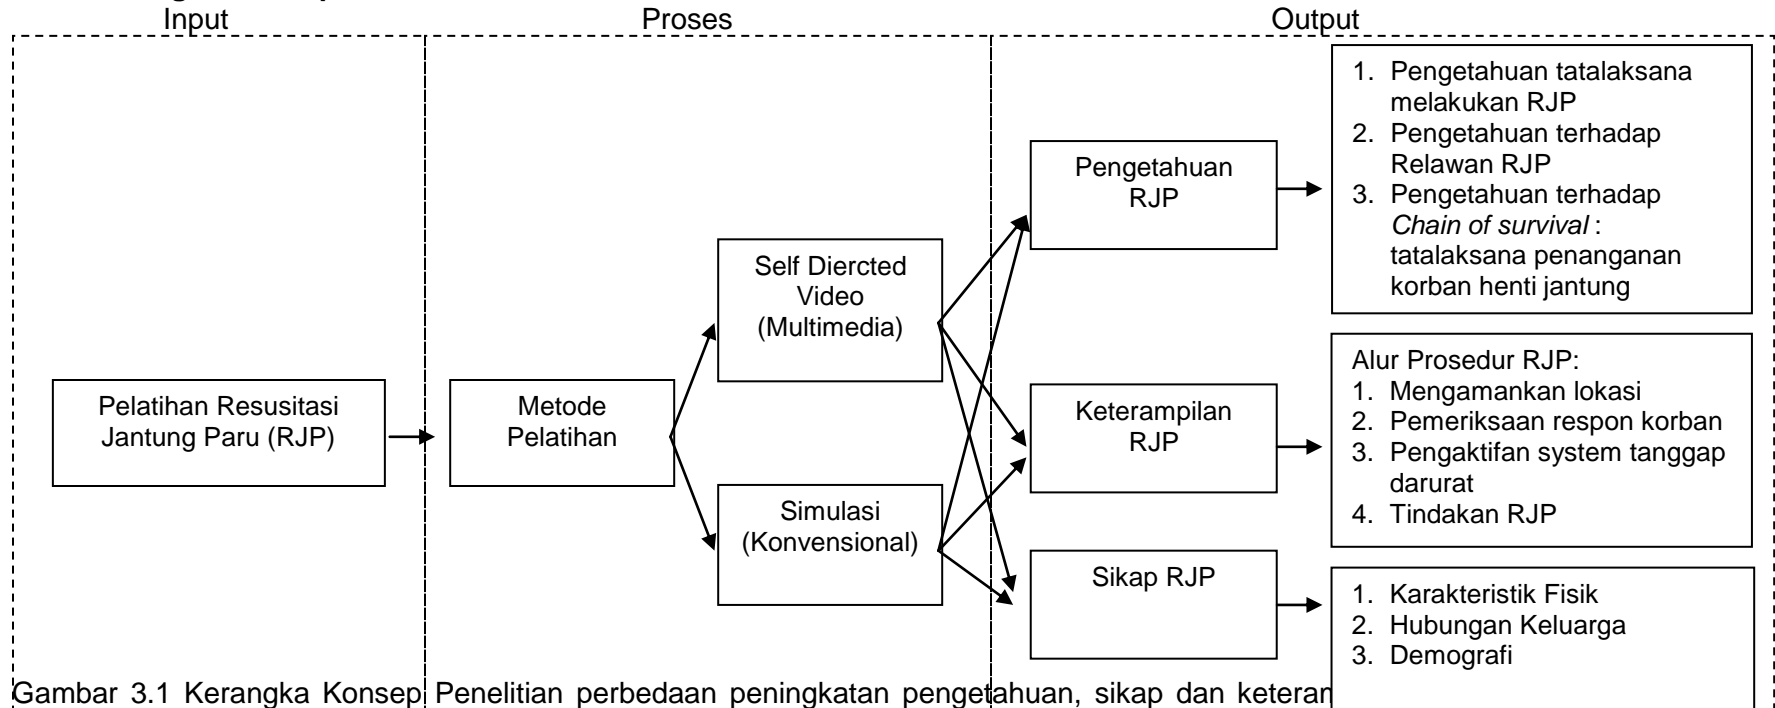 Input
Proses
Output
Pelatihan Resusitasi
Jantung Paru (RJP)
Metode
Pelatihan
Self Diercted
Video
(Multimedia)
Simulasi
(Konvensional)
Pengetahuan
RJP
Keterampilan
RJP
Sikap RJP
1. Pengetahuan tatalaksana
melakukan RJP
2. Pengetahuan terhadap
Relawan RJP
3. Pengetahuan terhadap
Chain of survival :
tatalaksana penanganan
korban henti jantung
Alur Prosedur RJP:
1. Mengamankan lokasi
2. Pemeriksaan respon korban
3. Pengaktifan system tanggap
darurat
4. Tindakan RJP
1. Karakteristik Fisik
2. Hubungan Keluarga
3. Demografi
Gambar 3.1 Kerangka Konsep Penelitian perbedaan peningkatan pengetahuan, sikap dan